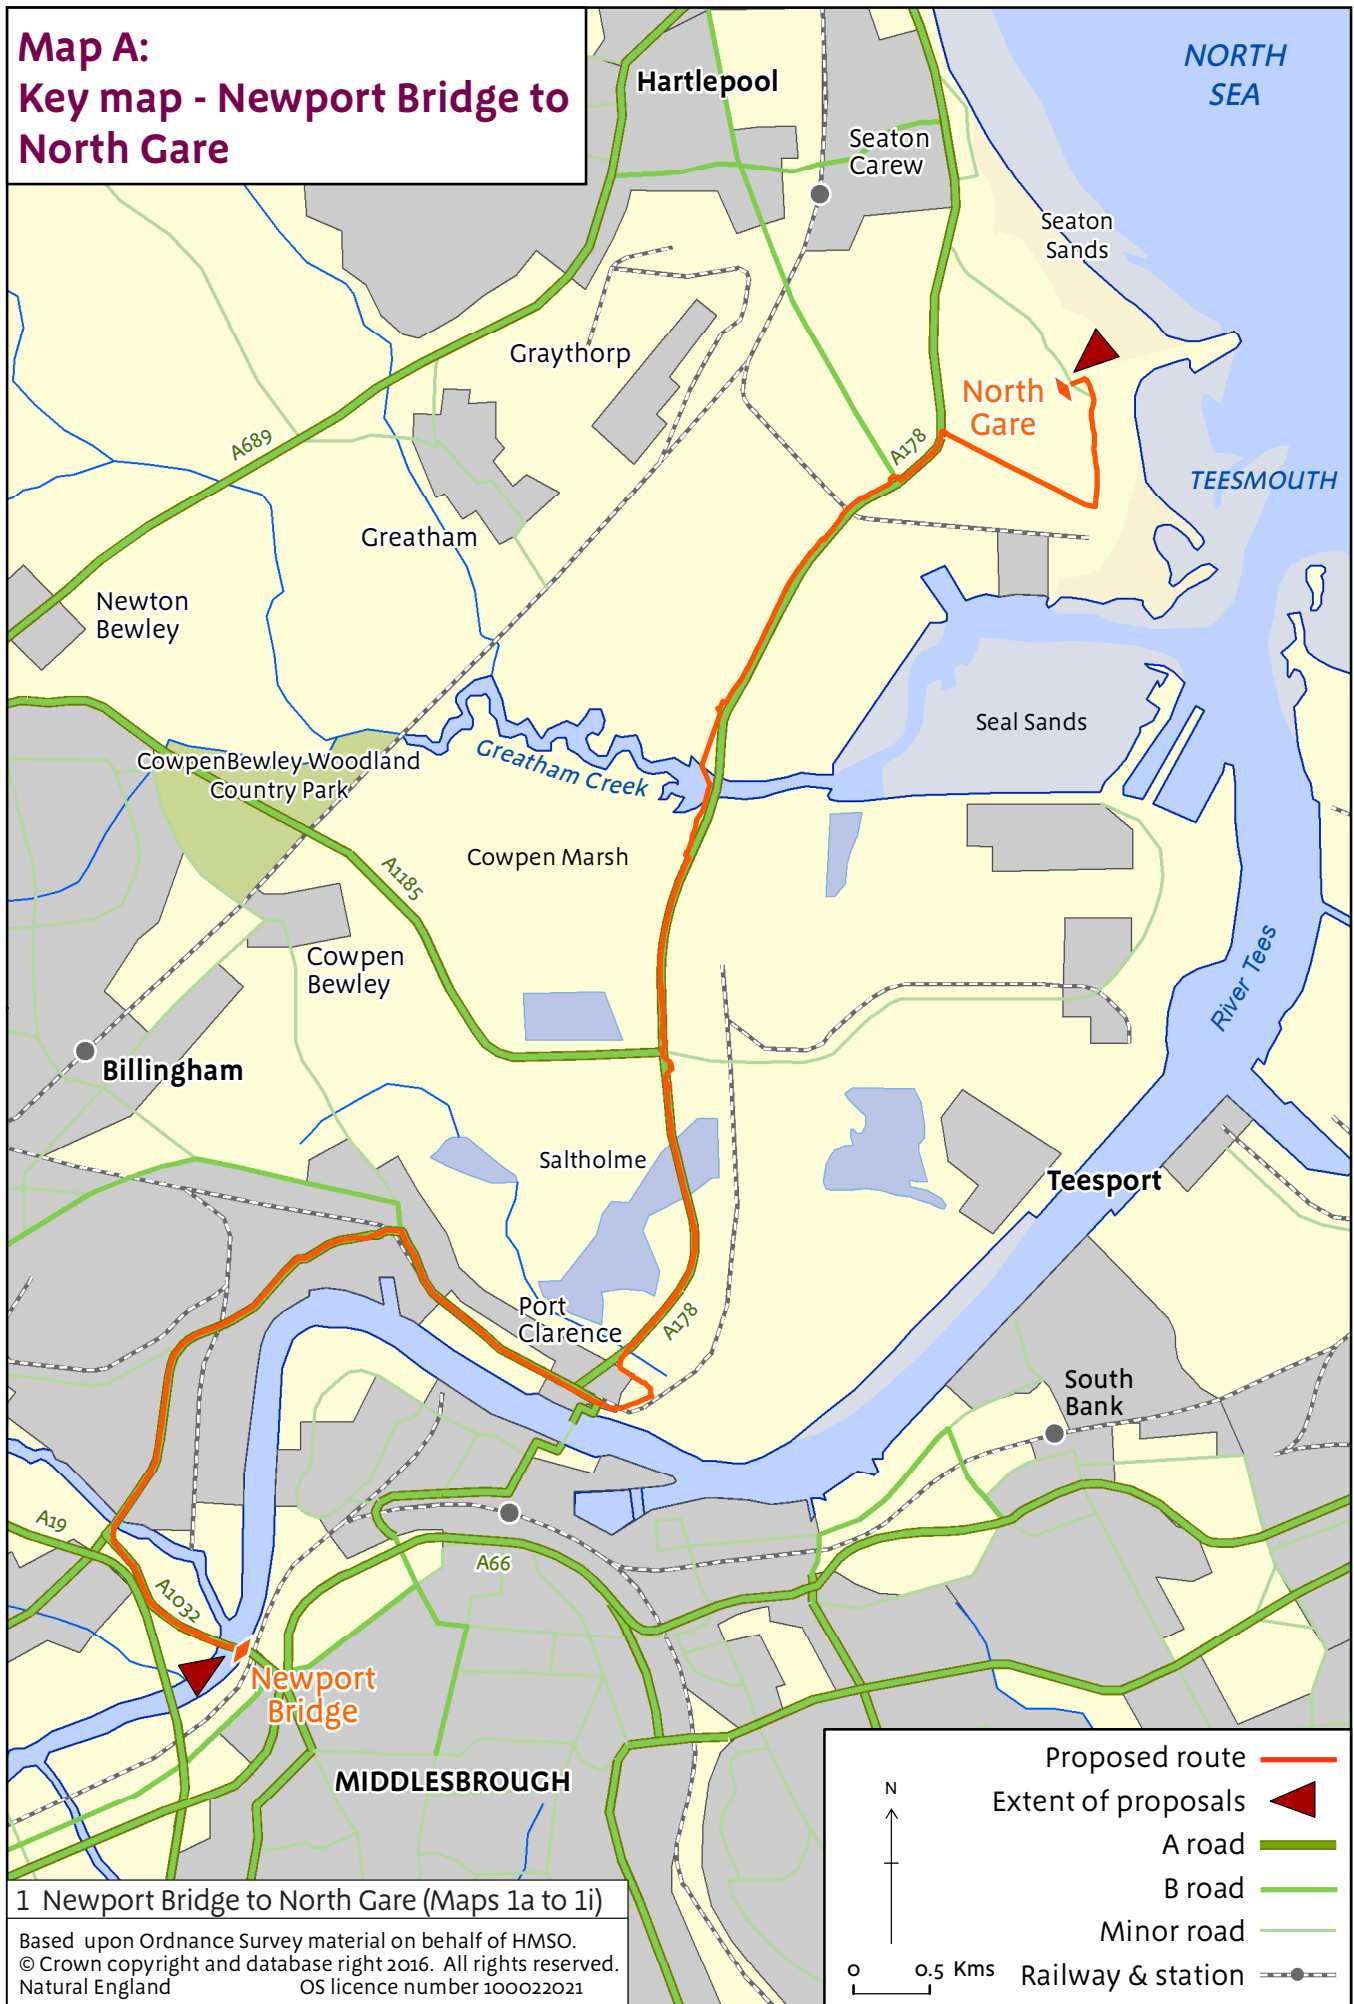 Map A:
Key map - Newport Bridge to
North Gare
NORTH
SEA
Hartlepool
Seaton
Carew
Seaton
Sands
Graythorp
North
Gare
A689
A178
TEESMOUTH
Greatham
Newton
Bewley
Seal Sands
CowpenBewley Woodland
Country Park
Greatham Creek
Cowpen Marsh
A1185
Cowpen
Bewley
River Tees
Billingham
Saltholme
Teesport
Port
Clarence
A178
South
Bank
A19
A66
A1032
Newport
Bridge
MIDDLESBROUGH
Proposed route
N
Extent of proposals
A road
B road
Minor road
0 0.5 Kms
Railway & station
1 Newport Bridge to North Gare (Maps 1a to 1i)
Based upon Ordnance Survey material on behalf of HMSO.
© Crown copyright and database right 2016. All rights reserved.
Natural England OS licence number 100022021